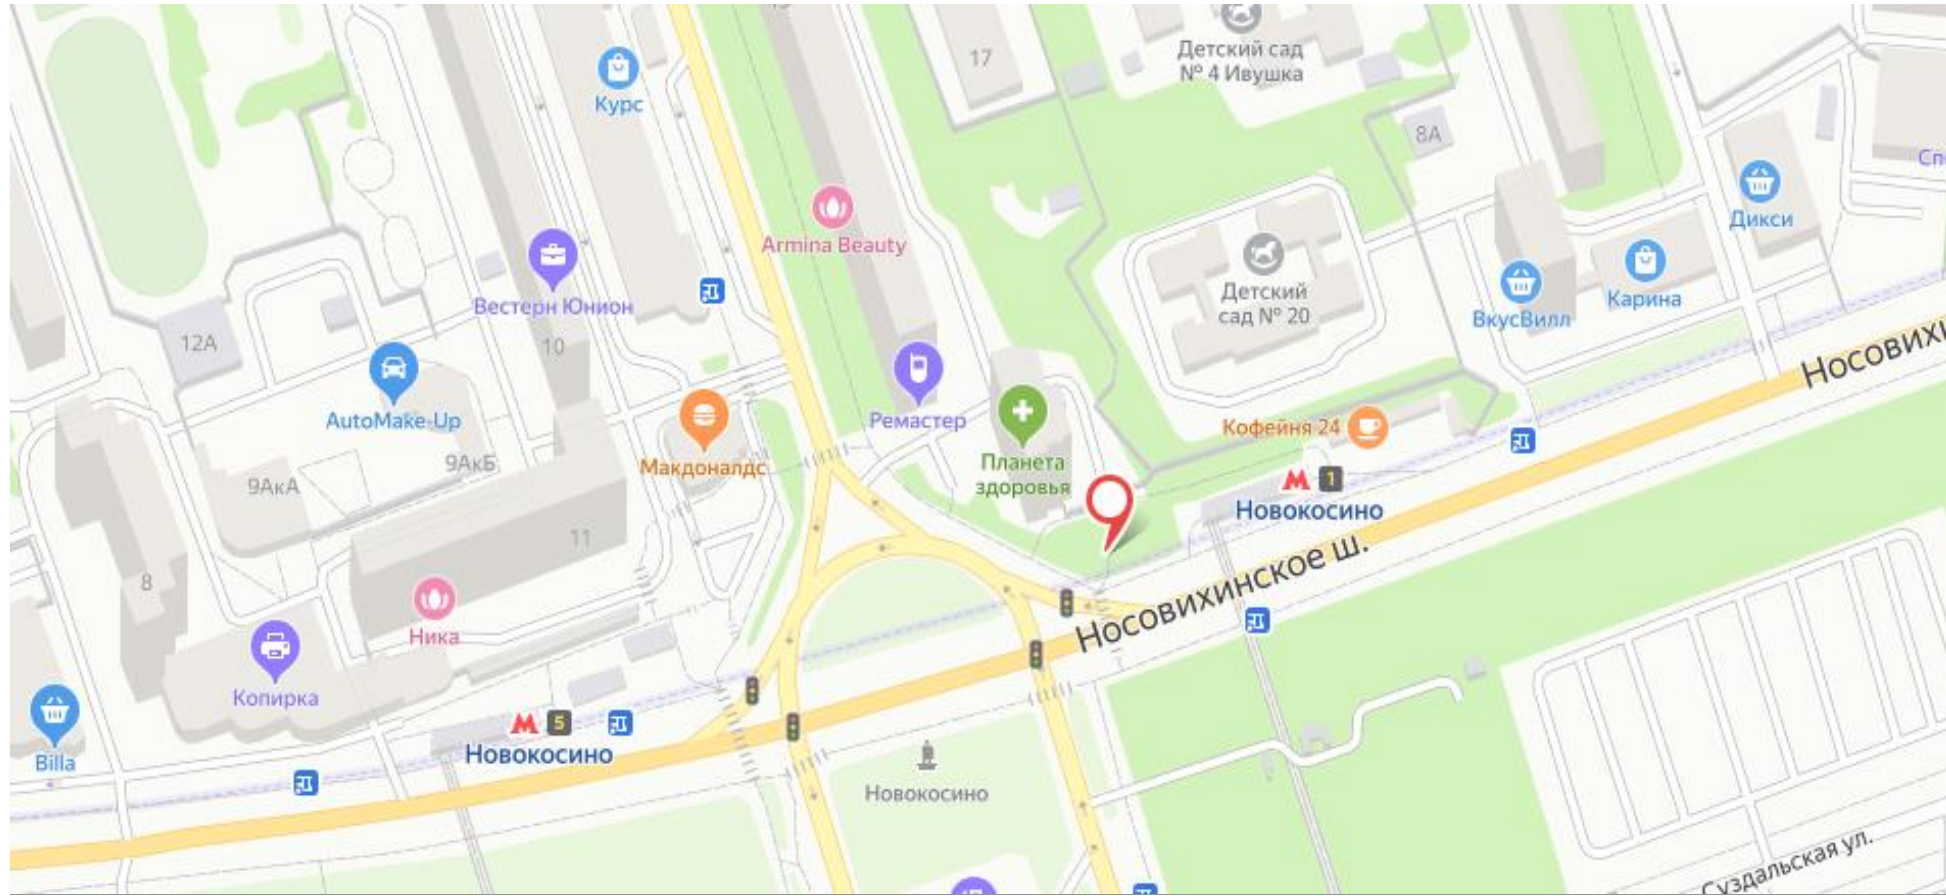 17
Детский сад
№ 4 Ивушка
Курс
8А
Дикси
Armina Beauty
Вестерн Юнион
Детский
сад № 20
ВкусВилл
Карина
12А
10
AutoMake-Up
Ремастер
Макдоналдс
Планета
здоровья
Кофейня 24
9АкА
9АкБ
М 1
Новокосино
11
8
Ника
Носовихинское ш.
Копирка
Billa
М 5
Новокосино
Новокосино
Суздальская ул.